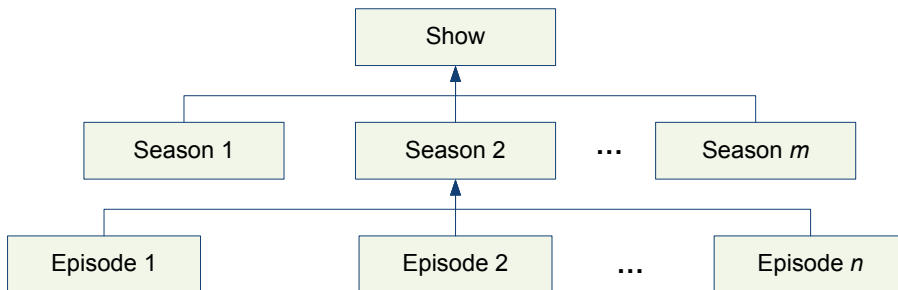 Show
Season 1
Season 2
...
Season m
Episode 1
Episode 2
...
Episode n